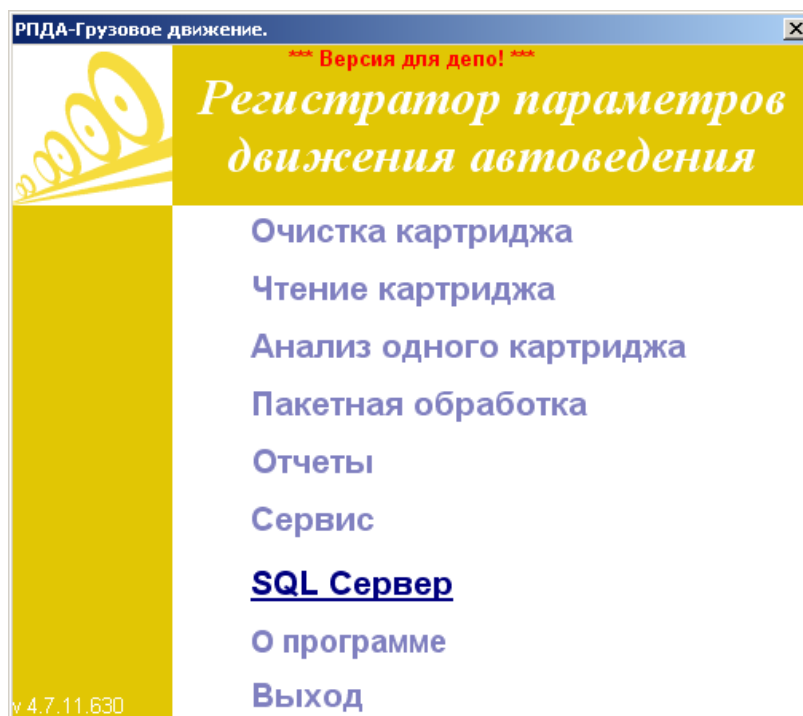 РПДА-Грузовое движение.
*** Версия для депо! ***
Регистратор параметров
движения автоведения
Очистка картриджа
Чтение картриджа
Анализ одного картриджа
Пакетная обработка
Отчеты
Сервис
SQL Сервер
О программе
Выход
v 4.7.11.630